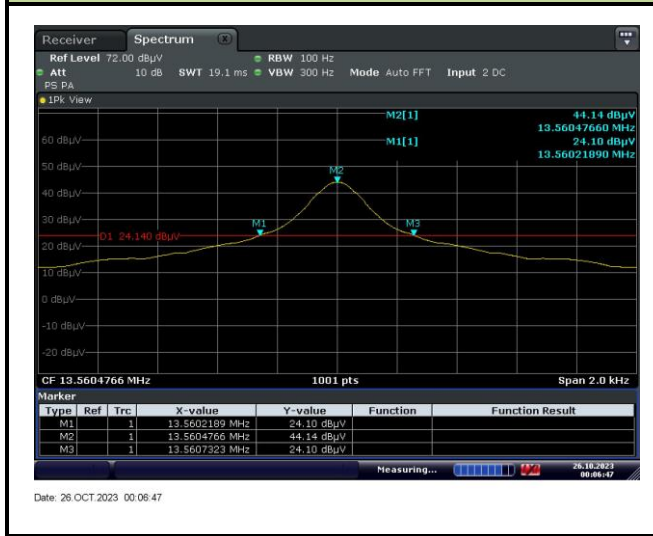 Receiver Spectrum
Ref Level 72.00 dBµV RBW 100 Hz
Att 10 dB SWT 19.1 ms VBW 300 Hz Mode Auto FFT Input 2 DC
PS PA
1Pk View
M2[1] 44.14 dBµV
13.56047660 MHz
M1[1] 24.10 dBµV
13.56021890 MHz
60 dBµV
50 dBµV
M2
40 dBµV
30 dBµV
M1 M3
D1 24.140 dBµV
20 dBµV
10 dBµV
0 dBµV
-10 dBµV
-20 dBµV
CF 13.5604766 MHz 1001 pts Span 2.0 kHz
Marker
Type Ref Trc X-value Y-value Function Function Result
M1 1 13.5602189 MHz 24.10 dBµV
M2 1 13.5604766 MHz 44.14 dBµV
M3 1 13.5607323 MHz 24.10 dBµV
Measuring... 26.10.2023
00:06:47
Date: 26.OCT.2023 00:06:47